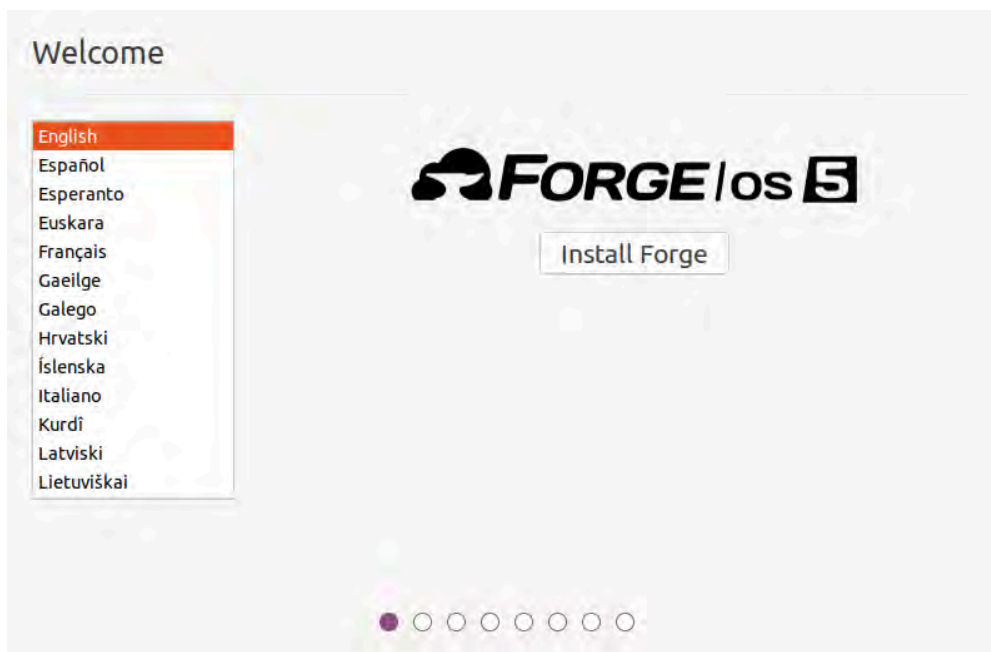 Welcome
English
Español
Esperanto
Euskara
Français
Gaeilge
Galego
Hrvatski
Íslenska
Italiano
Kurdî
Latviski
Lietuviškai
FORGE/os 5
Install Forge